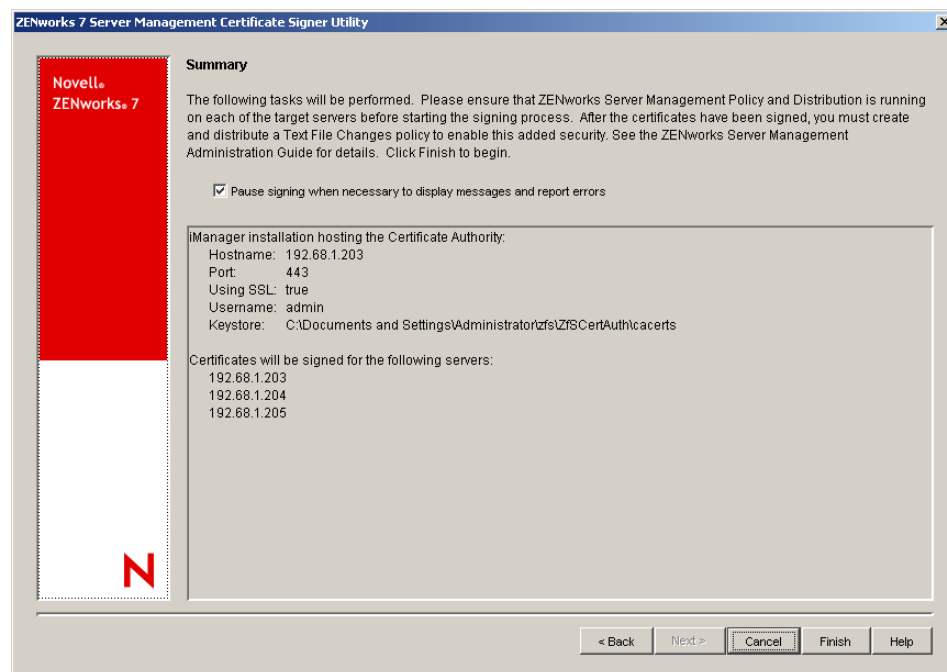 ZENworks 7 Server Management Certificate Signer Utility
Novell®
ZENworks® 7
Summary
The following tasks will be performed. Please ensure that ZENworks Server Management Policy and Distribution is running
on each of the target servers before starting the signing process. After the certificates have been signed, you must create
and distribute a Text File Changes policy to enable this added security. See the ZENworks Server Management
Administration Guide for details. Click Finish to begin.
Pause signing when necessary to display messages and report errors
iManager installation hosting the Certificate Authority:
Hostname: 192.68.1.203
Port: 443
Using SSL: true
Username: admin
Keystore: C:\Documents and Settings\Administrator\zfs\ZfSCertAuth\cacerts
Certificates will be signed for the following servers:
192.68.1.203
192.68.1.204
192.68.1.205
N
< Back Next > Cancel Finish Help